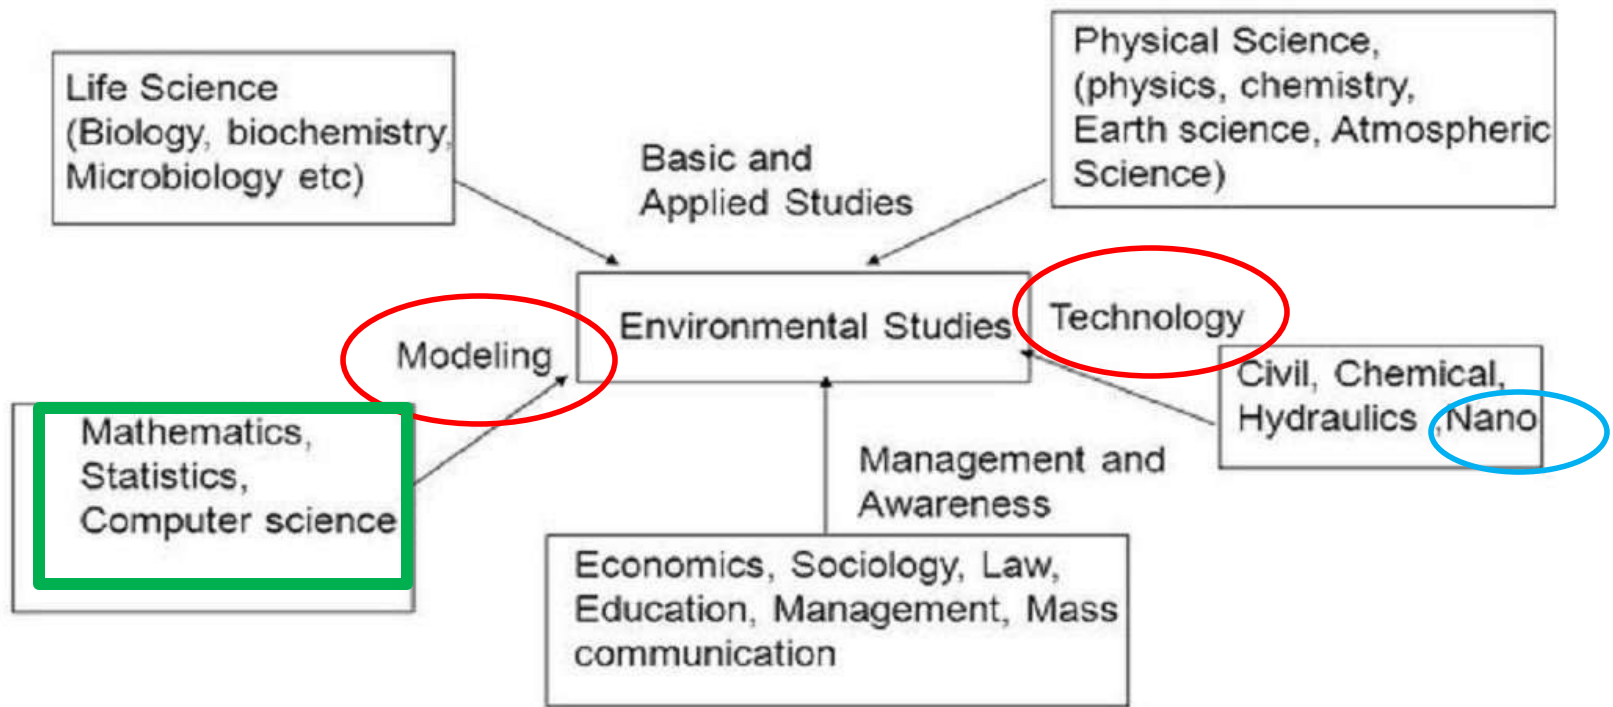 Life Science
(Biology, biochemistry,
Microbiology etc)
Physical Science,
(physics, chemistry,
Earth science, Atmospheric
Science)
Basic and
Applied Studies
Environmental Studies
Technology
Modeling
Civil, Chemical,
Hydraulics ,Nano
Mathematics,
Statistics,
Computer science
Management and
Awareness
Economics, Sociology, Law,
Education, Management, Mass
communication